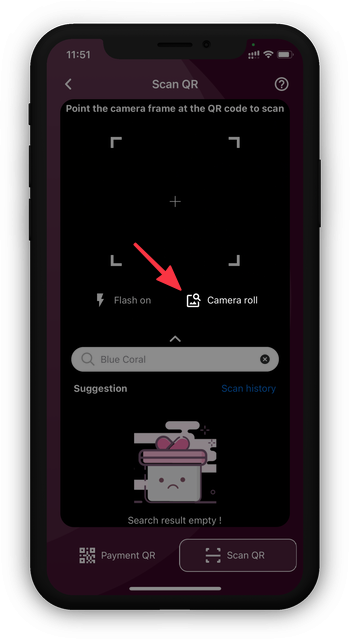 11:51
Scan QR
Point the camera frame at the QR code to scan
Flash on
Camera roll
Blue Coral
Suggestion
Scan history
Search result empty !
Payment QR
Scan QR